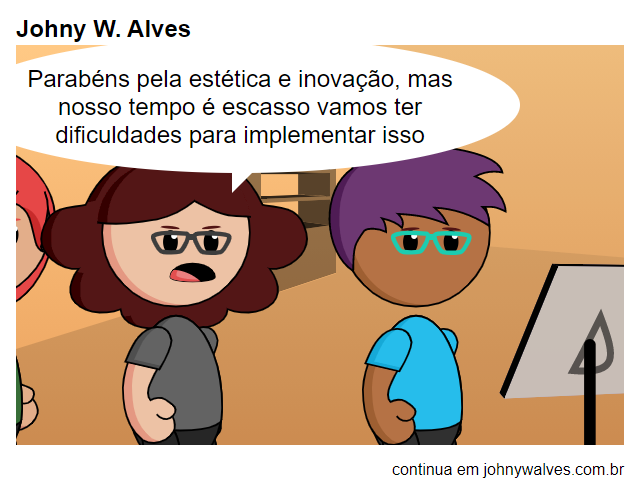 Johny W. Alves
Parabéns pela estética e inovação, mas
nosso tempo é escasso vamos ter
dificuldades para implementar isso
continua em johnywalves.com.br